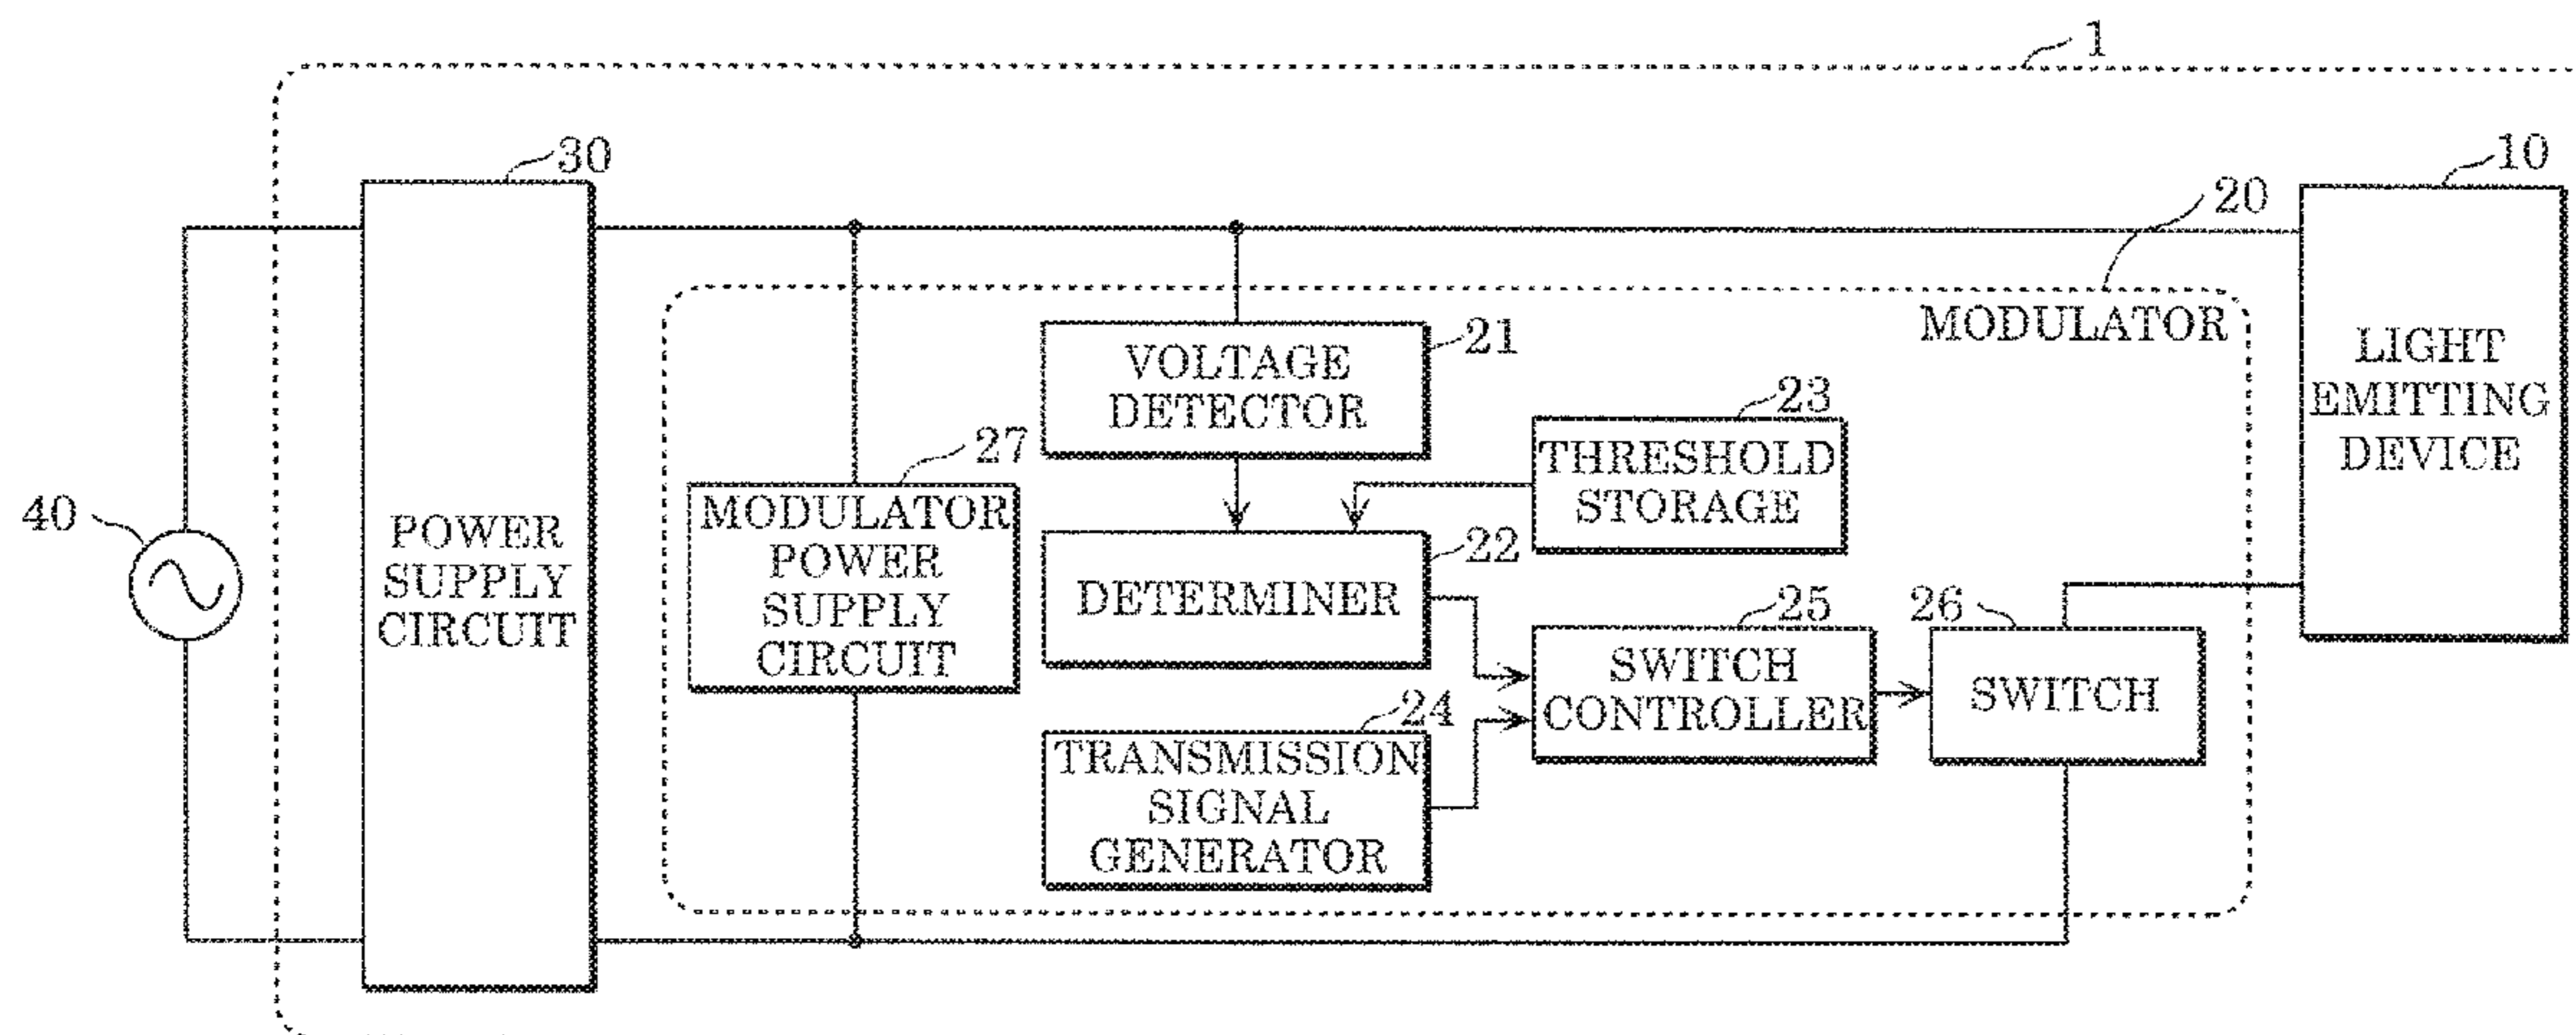 1
30
10
20
MODULATOR
21
VOLTAGE
DETECTOR
LIGHT
EMITTING
DEVICE
23
THRESHOLD
STORAGE
27
MODULATOR
POWER
SUPPLY
CIRCUIT
40
POWER
SUPPLY
CIRCUIT
22
DETERMINER
25
SWITCH
CONTROLLER
26
SWITCH
24
TRANSMISSION
SIGNAL
GENERATOR